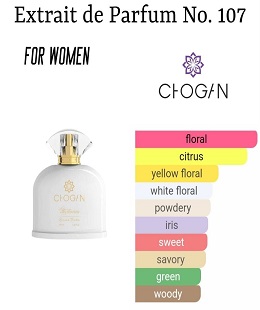 Extrait de Parfum No. 107
FOR WOMEN
CHOGAN
CHOGAN
floral
citrus
yellow floral
white floral
powdery
iris
sweet
savory
green
woody